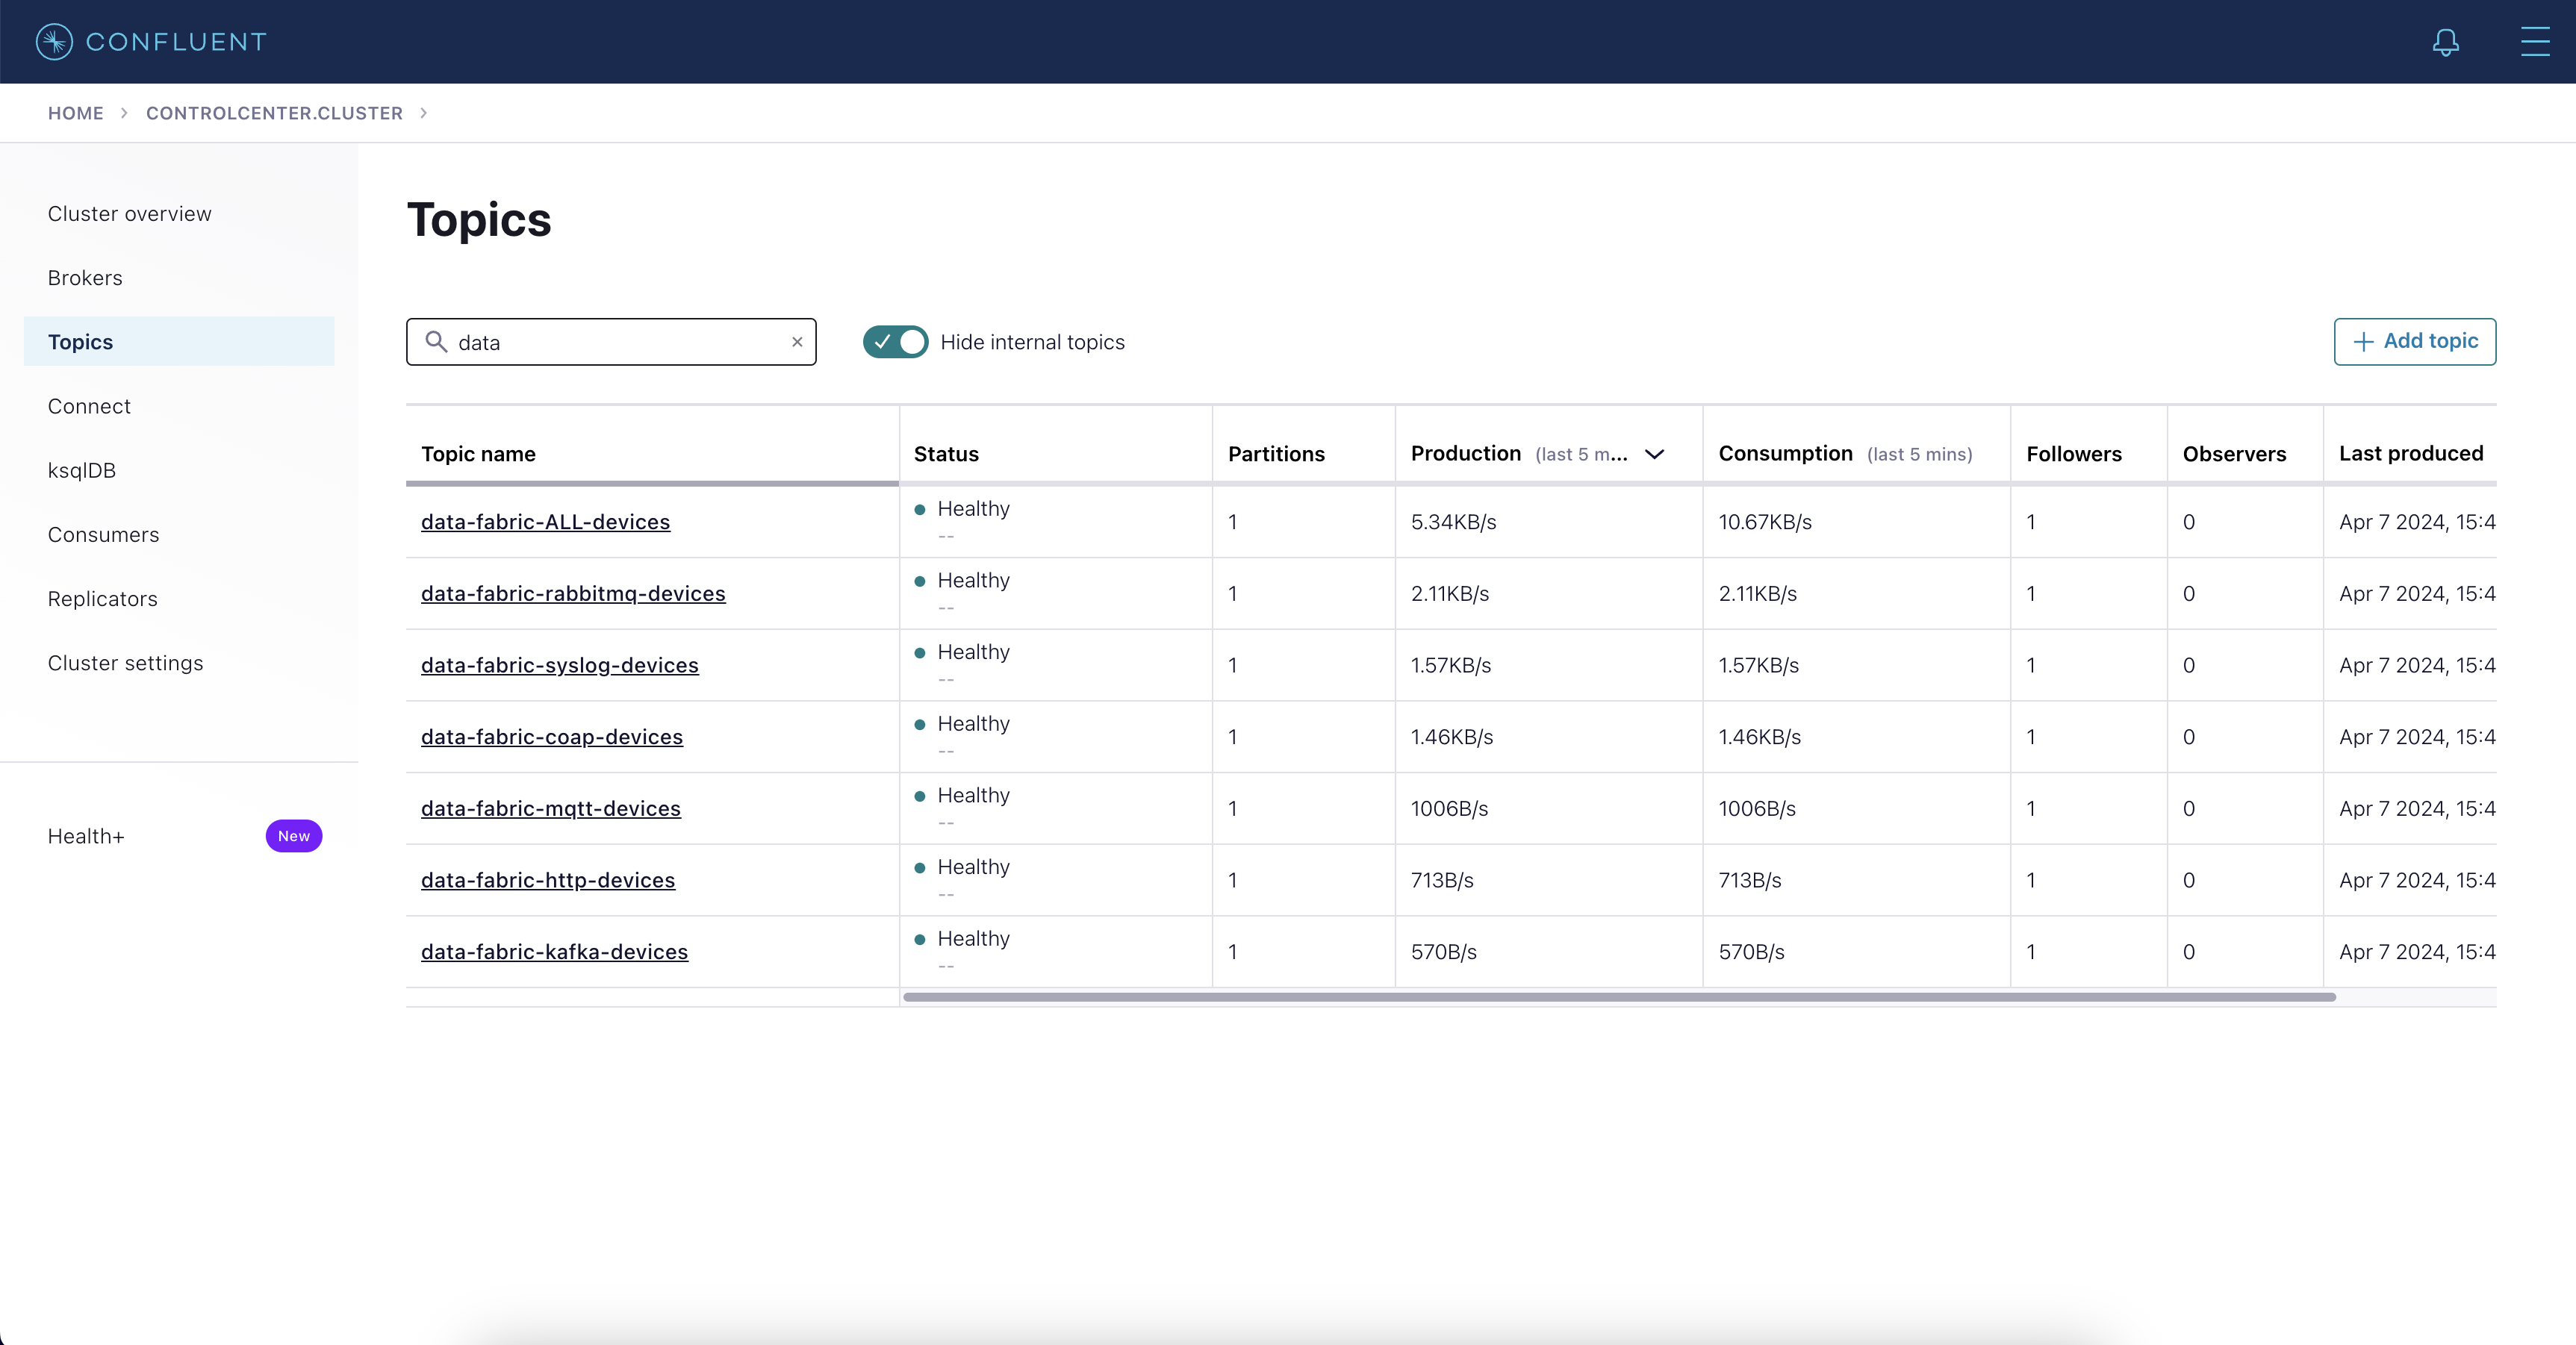 CONFLUENT
HOME > CONTROLCENTER.CLUSTER >
Cluster overview
Brokers
Topics
Connect
ksqlDB
Consumers
Replicators
Cluster settings
Health+ New
Topics
data × Hide internal topics + Add topic
Topic name Status Partitions Production (last 5 m... Consumption (last 5 mins) Followers Observers Last produced
data-fabric-ALL-devices Healthy 1 5.34KB/s 10.67KB/s 1 0 Apr 7 2024, 15:4
--
data-fabric-rabbitmq-devices Healthy 1 2.11KB/s 2.11KB/s 1 0 Apr 7 2024, 15:4
--
data-fabric-syslog-devices Healthy 1 1.57KB/s 1.57KB/s 1 0 Apr 7 2024, 15:4
--
data-fabric-coap-devices Healthy 1 1.46KB/s 1.46KB/s 1 0 Apr 7 2024, 15:4
--
data-fabric-mqtt-devices Healthy 1 1006B/s 1006B/s 1 0 Apr 7 2024, 15:4
--
data-fabric-http-devices Healthy 1 713B/s 713B/s 1 0 Apr 7 2024, 15:4
--
data-fabric-kafka-devices Healthy 1 570B/s 570B/s 1 0 Apr 7 2024, 15:4
--